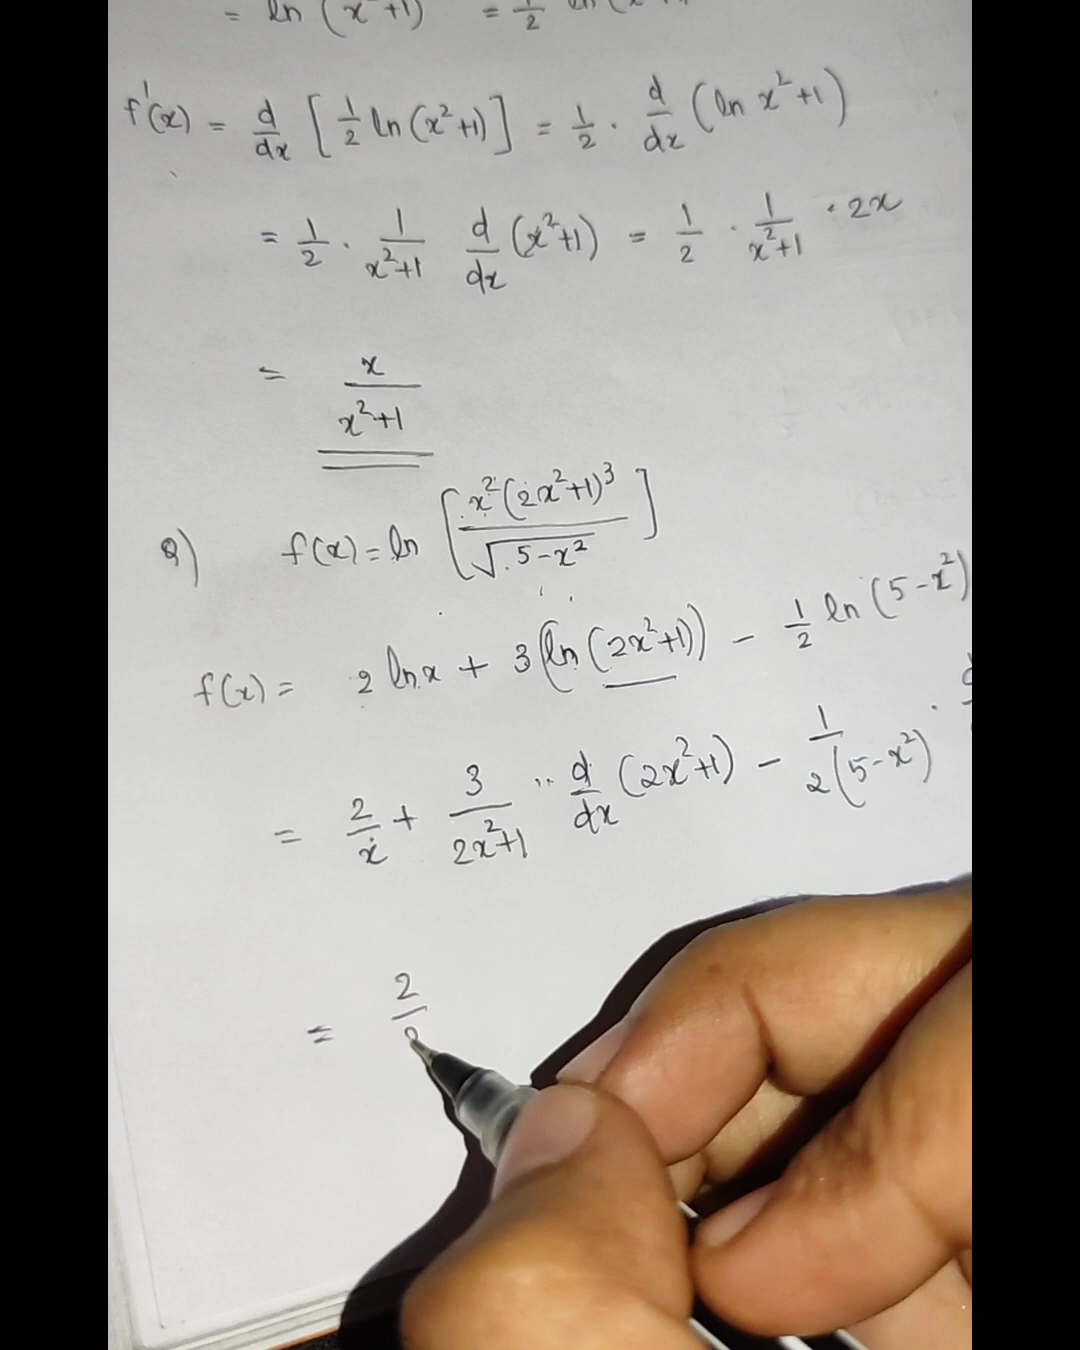 = ln (x +1) = 1/2 ln (x
f'(x) = d/dx [1/2 ln (x²+1)] = 1/2 · d/dx (ln x²+1)
= 1/2 · 1/(x²+1) d/dx (x²+1) = 1/2 · 1/(x²+1) · 2x
= x/(x²+1)
Q) f(x) = ln [x²(2x²+1)³/√(5-x²)]
f(x) = 2 ln x + 3(ln (2x²+1)) - 1/2 ln (5-x²)
= 2/x + 3/(2x²+1) · d/dx (2x²+1) - 1/(2(5-x²)) ·
= 2/